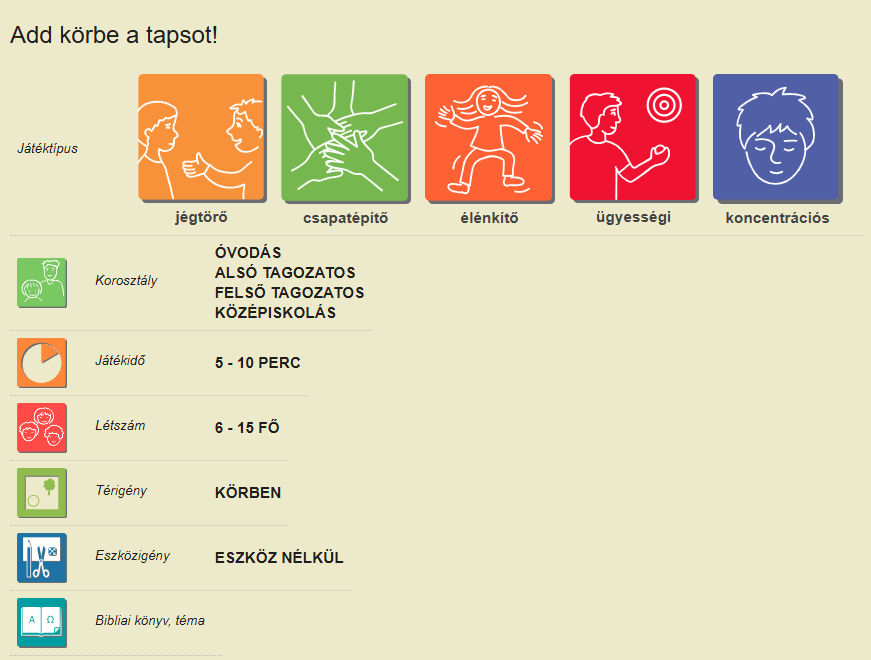 Add körbe a tapsot!
Játéktípus
jégtörő
csapatépítő
élénkítő
ügyességi
koncentrációs
Korosztály
ÓVODÁS
ALSÓ TAGOZATOS
FELSŐ TAGOZATOS
KÖZÉPISKOLÁS
Játékidő
5 - 10 PERC
Létszám
6 - 15 FŐ
Térigény
KÖRBEN
Eszközigény
ESZKÖZ NÉLKÜL
Α Ω
Bibliai könyv, téma